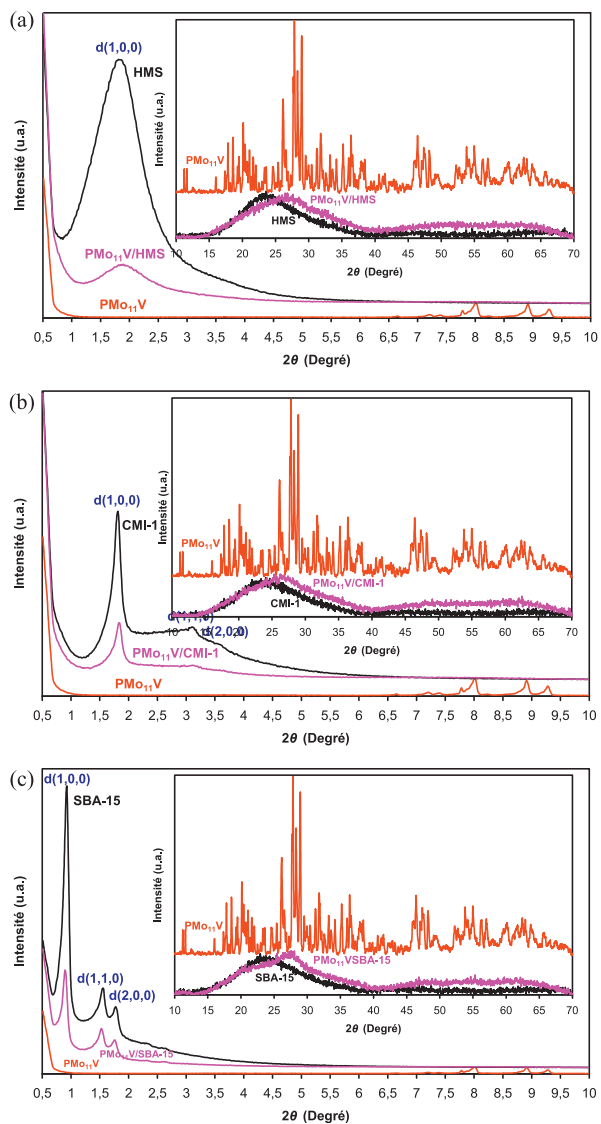 (a)
d(1,0,0)
HMS
PMo₁₁V/HMS
PMo₁₁V
Intensité (u.a.)
0,5 1 1,5 2 2,5 3 3,5 4 4,5 5 5,5 6 6,5 7 7,5 8 8,5 9 9,5 10
2θ (Degré)
Intensité (u.a.)
PMo₁₁V
PMo₁₁V/HMS
HMS
10 15 20 25 30 35 40 45 50 55 60 65 70
2θ (Degré)
(b)
d(1,0,0)
CMI-1
d(1,1,0)
d(2,0,0)
PMo₁₁V/CMI-1
PMo₁₁V
Intensité (u.a.)
0,5 1 1,5 2 2,5 3 3,5 4 4,5 5 5,5 6 6,5 7 7,5 8 8,5 9 9,5 10
2θ (Degré)
Intensité (u.a.)
PMo₁₁V
PMo₁₁V/CMI-1
CMI-1
10 15 20 25 30 35 40 45 50 55 60 65 70
2θ (Degré)
(c)
d(1,0,0)
SBA-15
d(1,1,0)
d(2,0,0)
PMo₁₁V/SBA-15
PMo₁₁V
Intensité (u.a.)
0,5 1 1,5 2 2,5 3 3,5 4 4,5 5 5,5 6 6,5 7 7,5 8 8,5 9 9,5 10
2θ (Degré)
Intensité (u.a.)
PMo₁₁V
PMo₁₁VSBA-15
SBA-15
10 15 20 25 30 35 40 45 50 55 60 65 70
2θ (Degré)